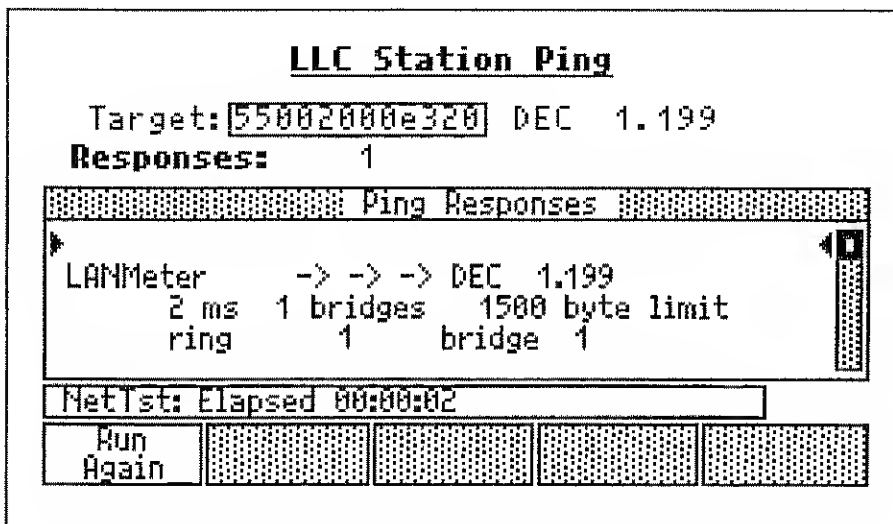 LLC Station Ping
Target: 55002000e320 DEC 1.199
Responses: 1
Ping Responses
LANMeter -> -> -> DEC 1.199
2 ms 1 bridges 1500 byte limit
ring 1 bridge 1
NetTst: Elapsed 00:00:02
Run
Again